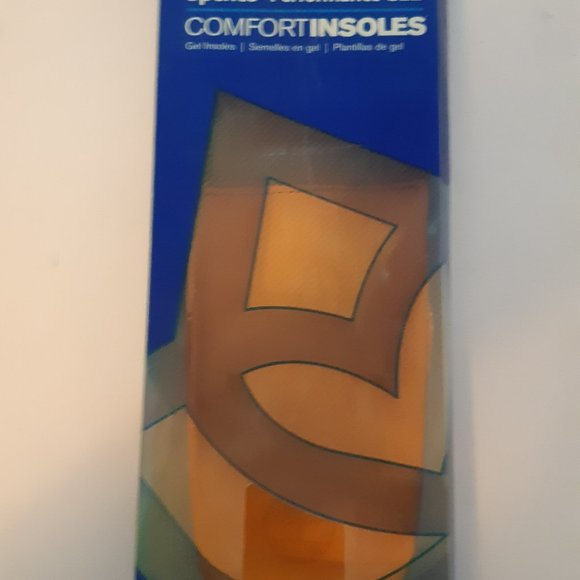 COMFORTINSOLES
Gel Insoles | Semelles en gel | Plantillas de gel